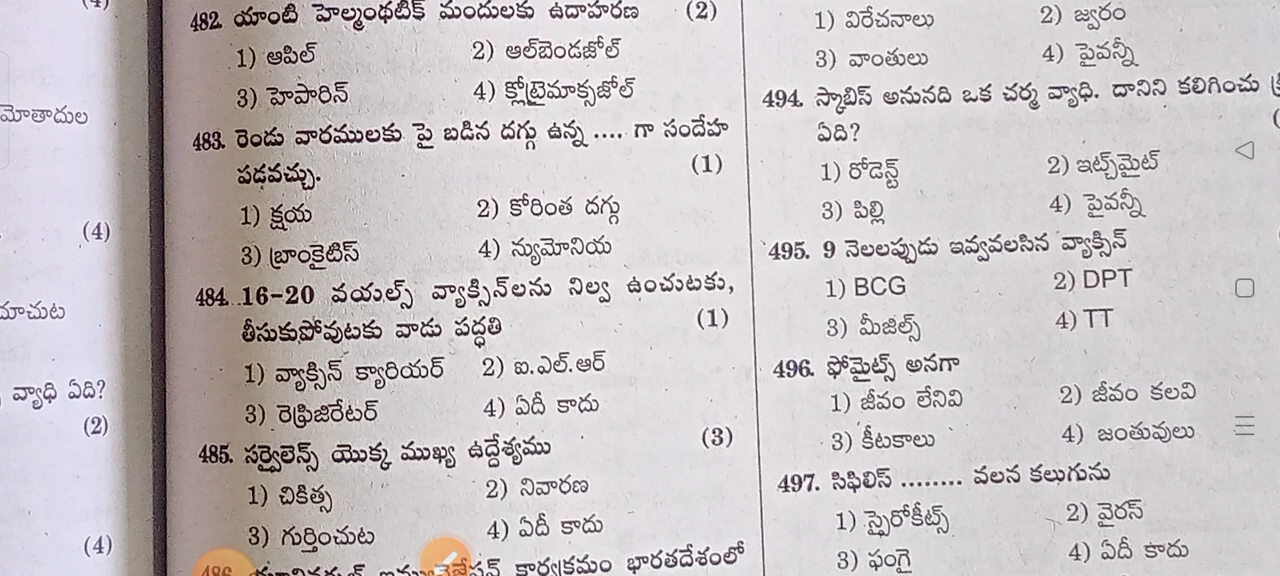 మోతాదుల
(4)
మాచుట
వ్యాధి ఏది?
(2)
(4)
482. యాంటి హెల్మంథటిక్ మందులకు ఉదాహరణ (2)
1) ఆపిల్ 2) ఆల్‌బెండజోల్
3) హెపారిన్ 4) క్లోట్రైమాక్సజోల్
483. రెండు వారములకు పై బడిన దగ్గు ఉన్న .... గా సందేహ
పడవచ్చు. (1)
1) క్షయ 2) కోరింత దగ్గు
3) బ్రాంకైటిస్ 4) న్యుమోనియ
484. 16-20 వయల్స్ వ్యాక్సిన్‌లను నిల్వ ఉంచుటకు,
తీసుకుపోవుటకు వాడు పద్ధతి (1)
1) వ్యాక్సిన్ క్యారియర్ 2) ఐ.ఎల్.ఆర్
3) రెఫ్రిజిరేటర్ 4) ఏదీ కాదు
485. సర్వైలెన్స్ యొక్క ముఖ్య ఉద్దేశ్యము (3)
1) చికిత్స 2) నివారణ
3) గుర్తించుట 4) ఏదీ కాదు
486. కార్యక్రమం భారతదేశంలో
1) విరేచనాలు 2) జ్వరం
3) వాంతులు 4) పైవన్నీ
494. స్కాబిస్ అనునది ఒక చర్మ వ్యాధి. దానిని కలిగించు
ఏది?
1) రోడెన్ట్ 2) ఇట్చ్‌మైట్
3) పిల్లి 4) పైవన్నీ
495. 9 నెలలప్పుడు ఇవ్వవలసిన వ్యాక్సిన్
1) BCG 2) DPT
3) మీజిల్స్ 4) TT
496. ఫోమైట్స్ అనగా
1) జీవం లేనివి 2) జీవం కలవి
3) కీటకాలు 4) జంతువులు
497. సిఫిలిస్ ........ వలన కలుగును
1) స్పైరోకీట్స్ 2) వైరస్
3) ఫంగై 4) ఏదీ కాదు